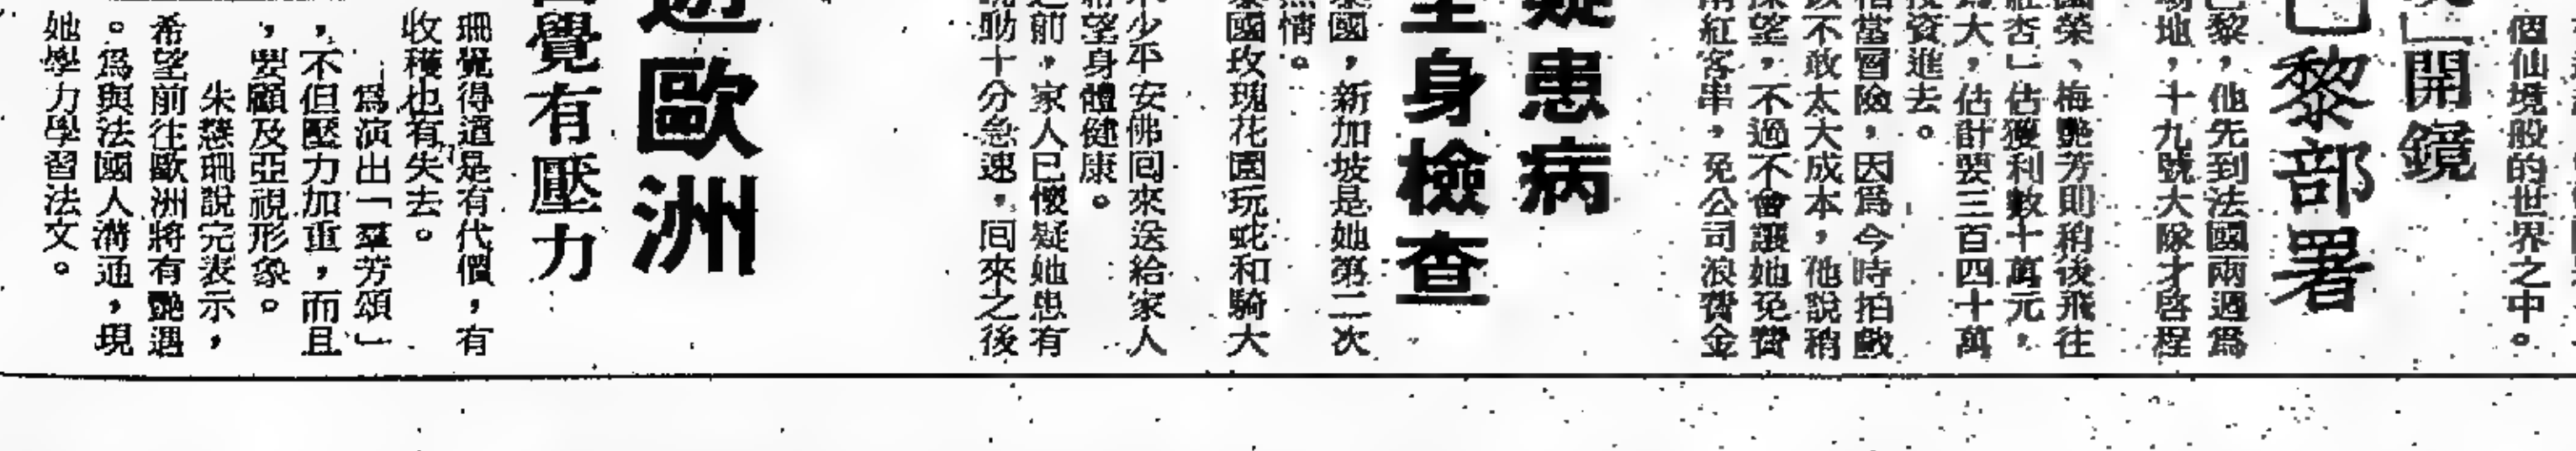 個仙境般的世界之中。
開鏡
巴黎部署
巴黎，他先到法國兩週為
場地，十九號大隊才啓程
國榮、梅艷芳則稍後飛往
紅杏」估獲利數十萬元，
為大，估計要三百四十萬
投資進去。
相當冒險，因為今時拍戲
該不敢太大成本，他說稍
探望，不過不會讓她免費
用紅客串，免公司浪費金
疑患病
全身檢查
泰國，新加坡是她第二次
熱情。
泰國玫瑰花園玩蛇和騎大
不少平安佛回來送給家人
希望身體健康。
之前，家人已懷疑她患有
動十分急速，回來之後
遊歐洲
自覺有壓力
珊覺得這是有代價，有
收穫也有失去。
為演出「羣芳頌」
，不但壓力加重，而且
，要顧及亞視形象。
朱慧珊說完表示，
希望前往歐洲將有艷遇
。為與法國人溝通，現
她學力學習法文。